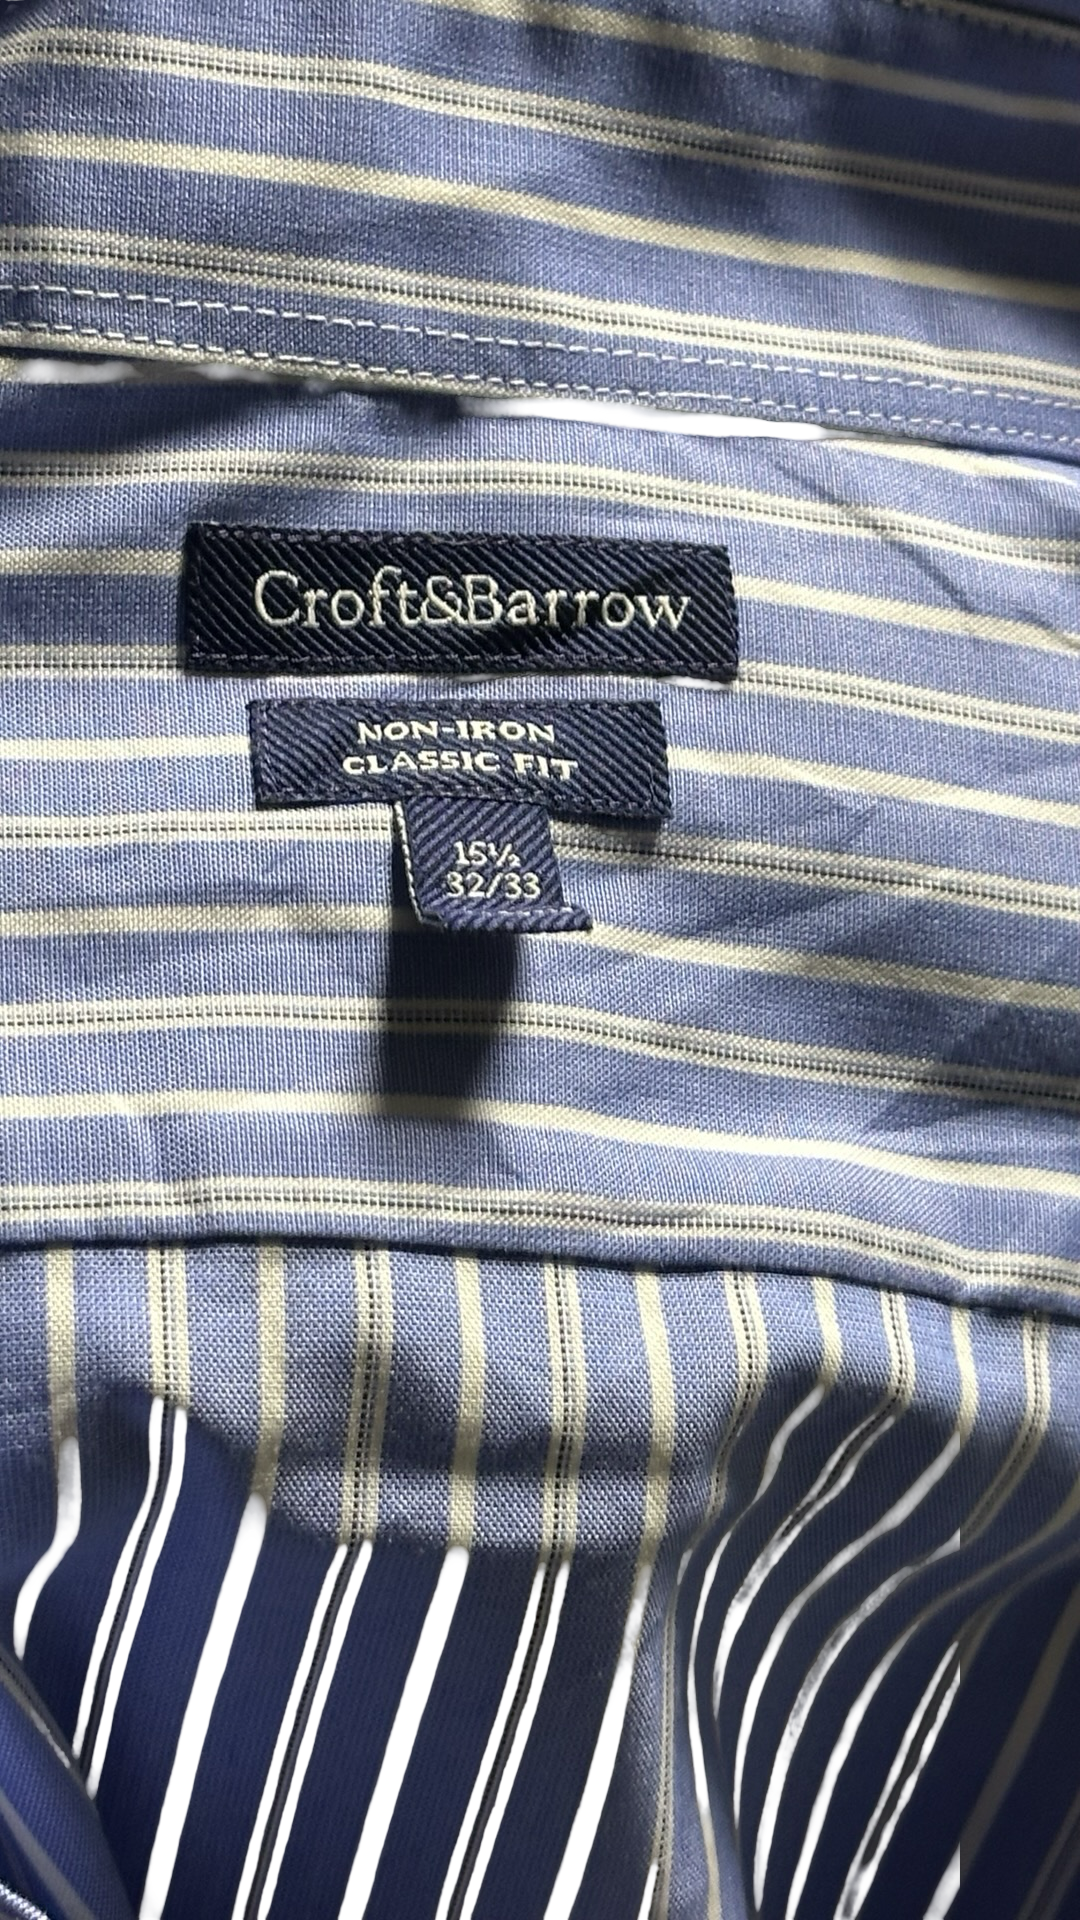 Croft&Barrow
NON-IRON
CLASSIC FIT
15½
32/33